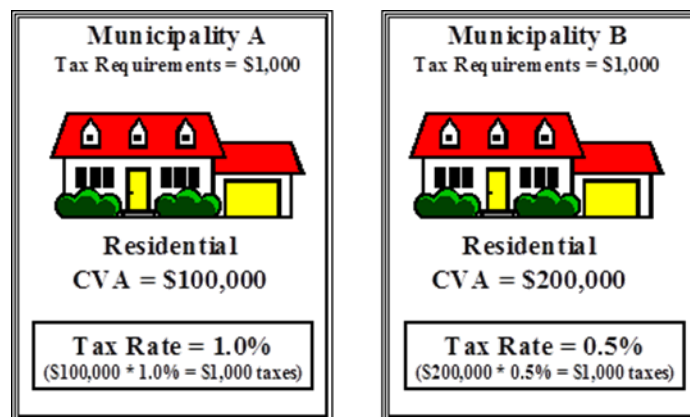 Municipality A
Tax Requirements = $1,000
Residential
CVA = $100,000
Tax Rate = 1.0%
($100,000 * 1.0% = $1,000 taxes)
Municipality B
Tax Requirements = $1,000
Residential
CVA = $200,000
Tax Rate = 0.5%
($200,000 * 0.5% = $1,000 taxes)